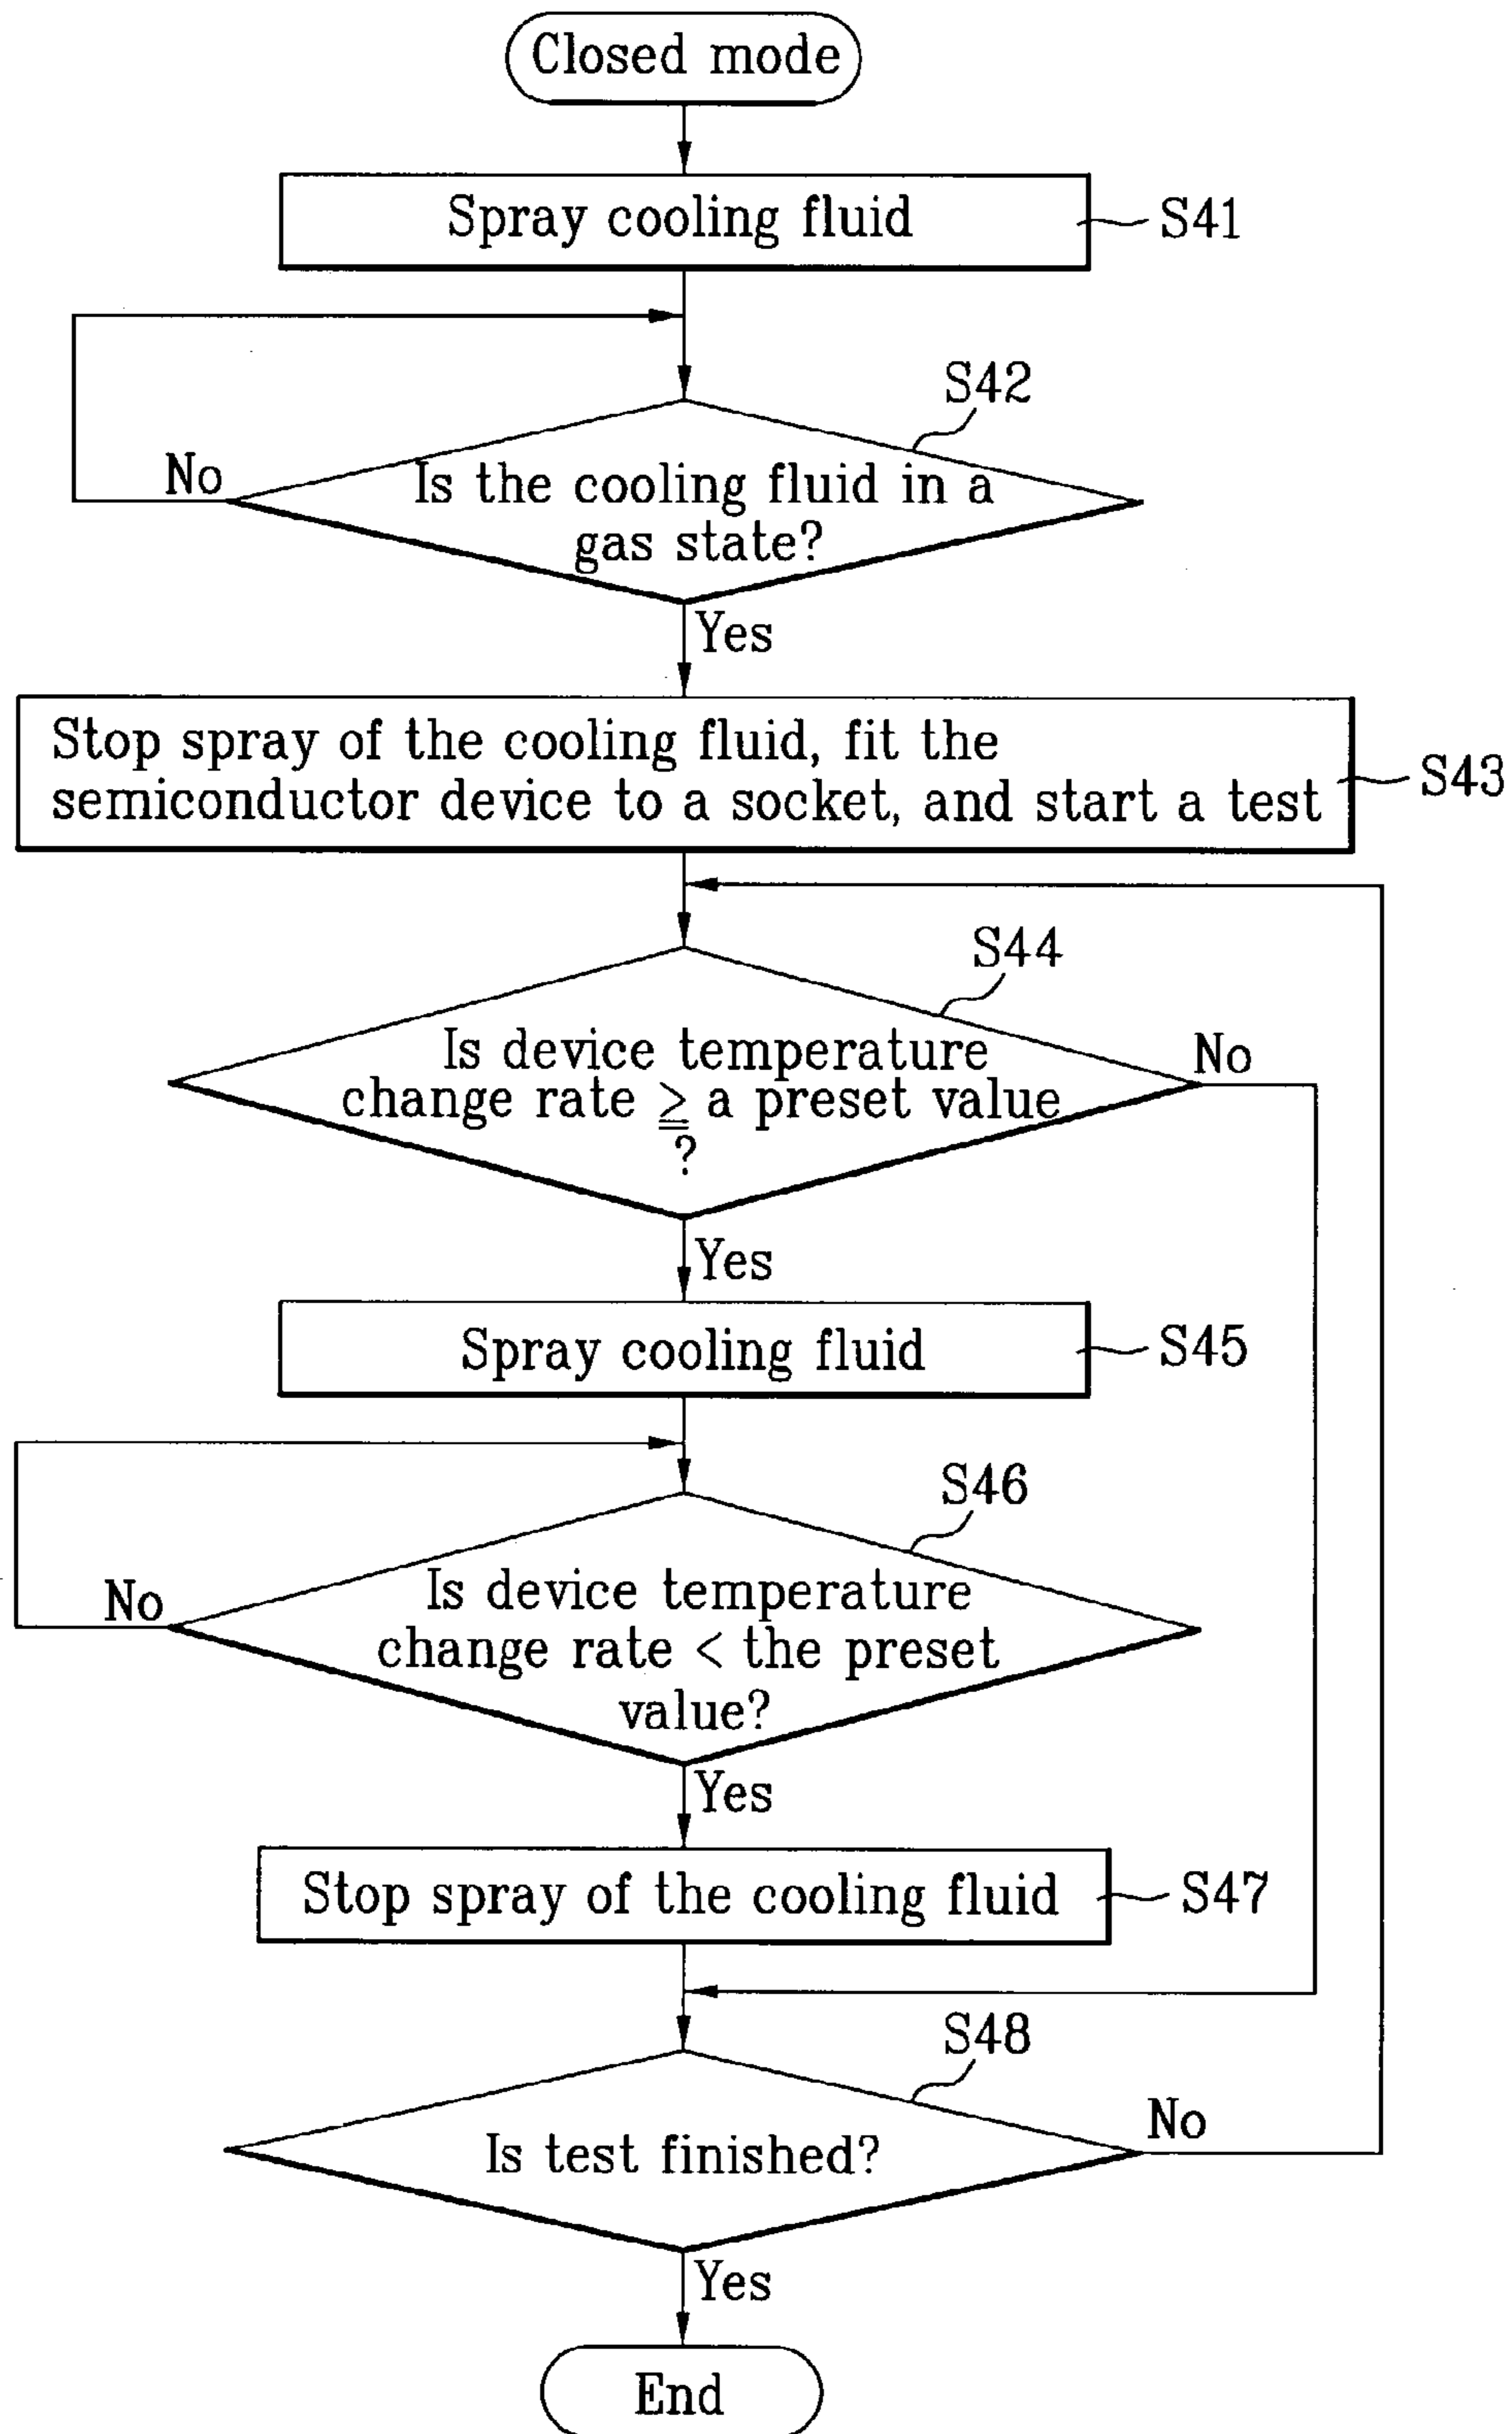 Closed mode
Spray cooling fluid
S41
S42
No
Is the cooling fluid in a
gas state?
Yes
Stop spray of the cooling fluid, fit the
semiconductor device to a socket, and start a test
S43
S44
Is device temperature
change rate ≧ a preset value
?
No
Yes
Spray cooling fluid
S45
S46
No
Is device temperature
change rate < the preset
value?
Yes
Stop spray of the cooling fluid
S47
S48
Is test finished?
No
Yes
End